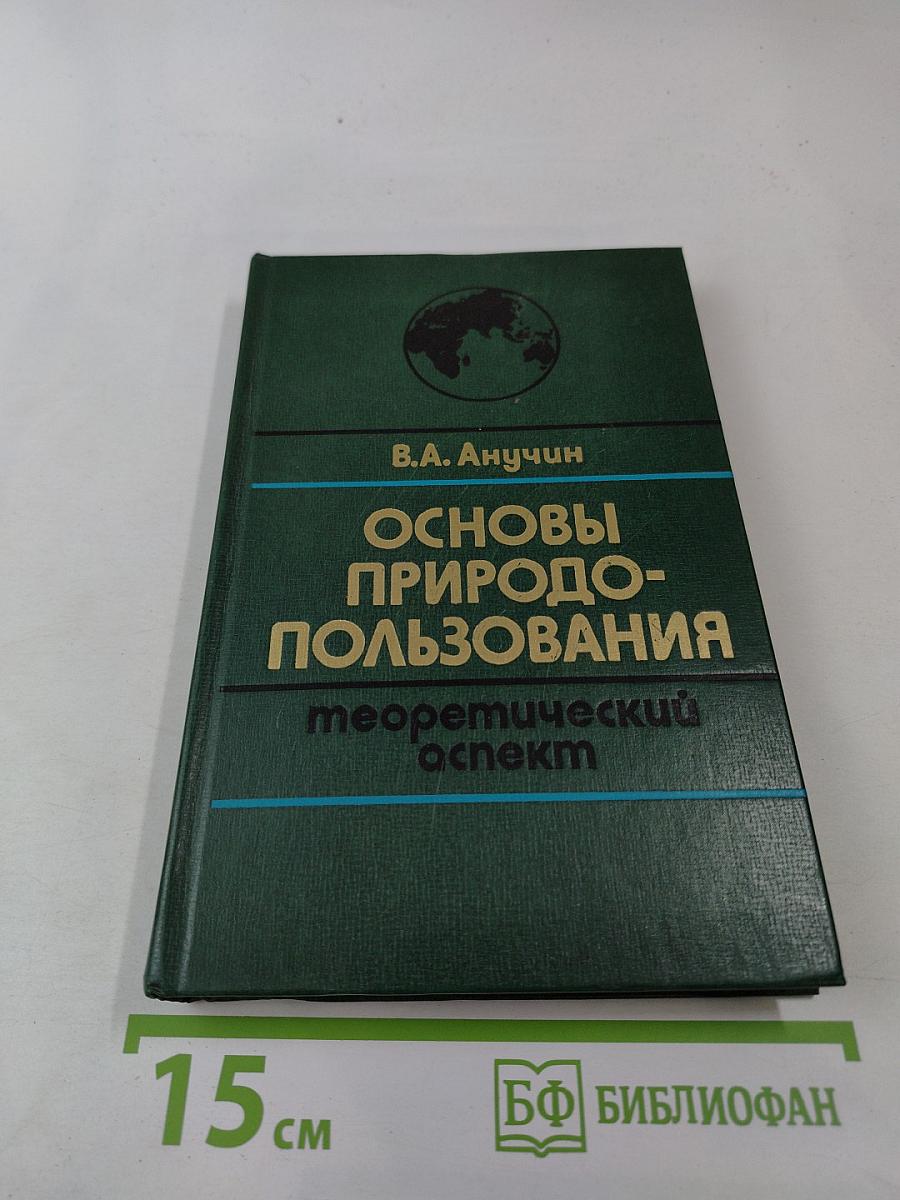 В.А. Анучин
ОСНОВЫ
ПРИРОДО-
ПОЛЬЗОВАНИЯ
теоретический
аспект
15 см
БФ БИБЛИОФАН